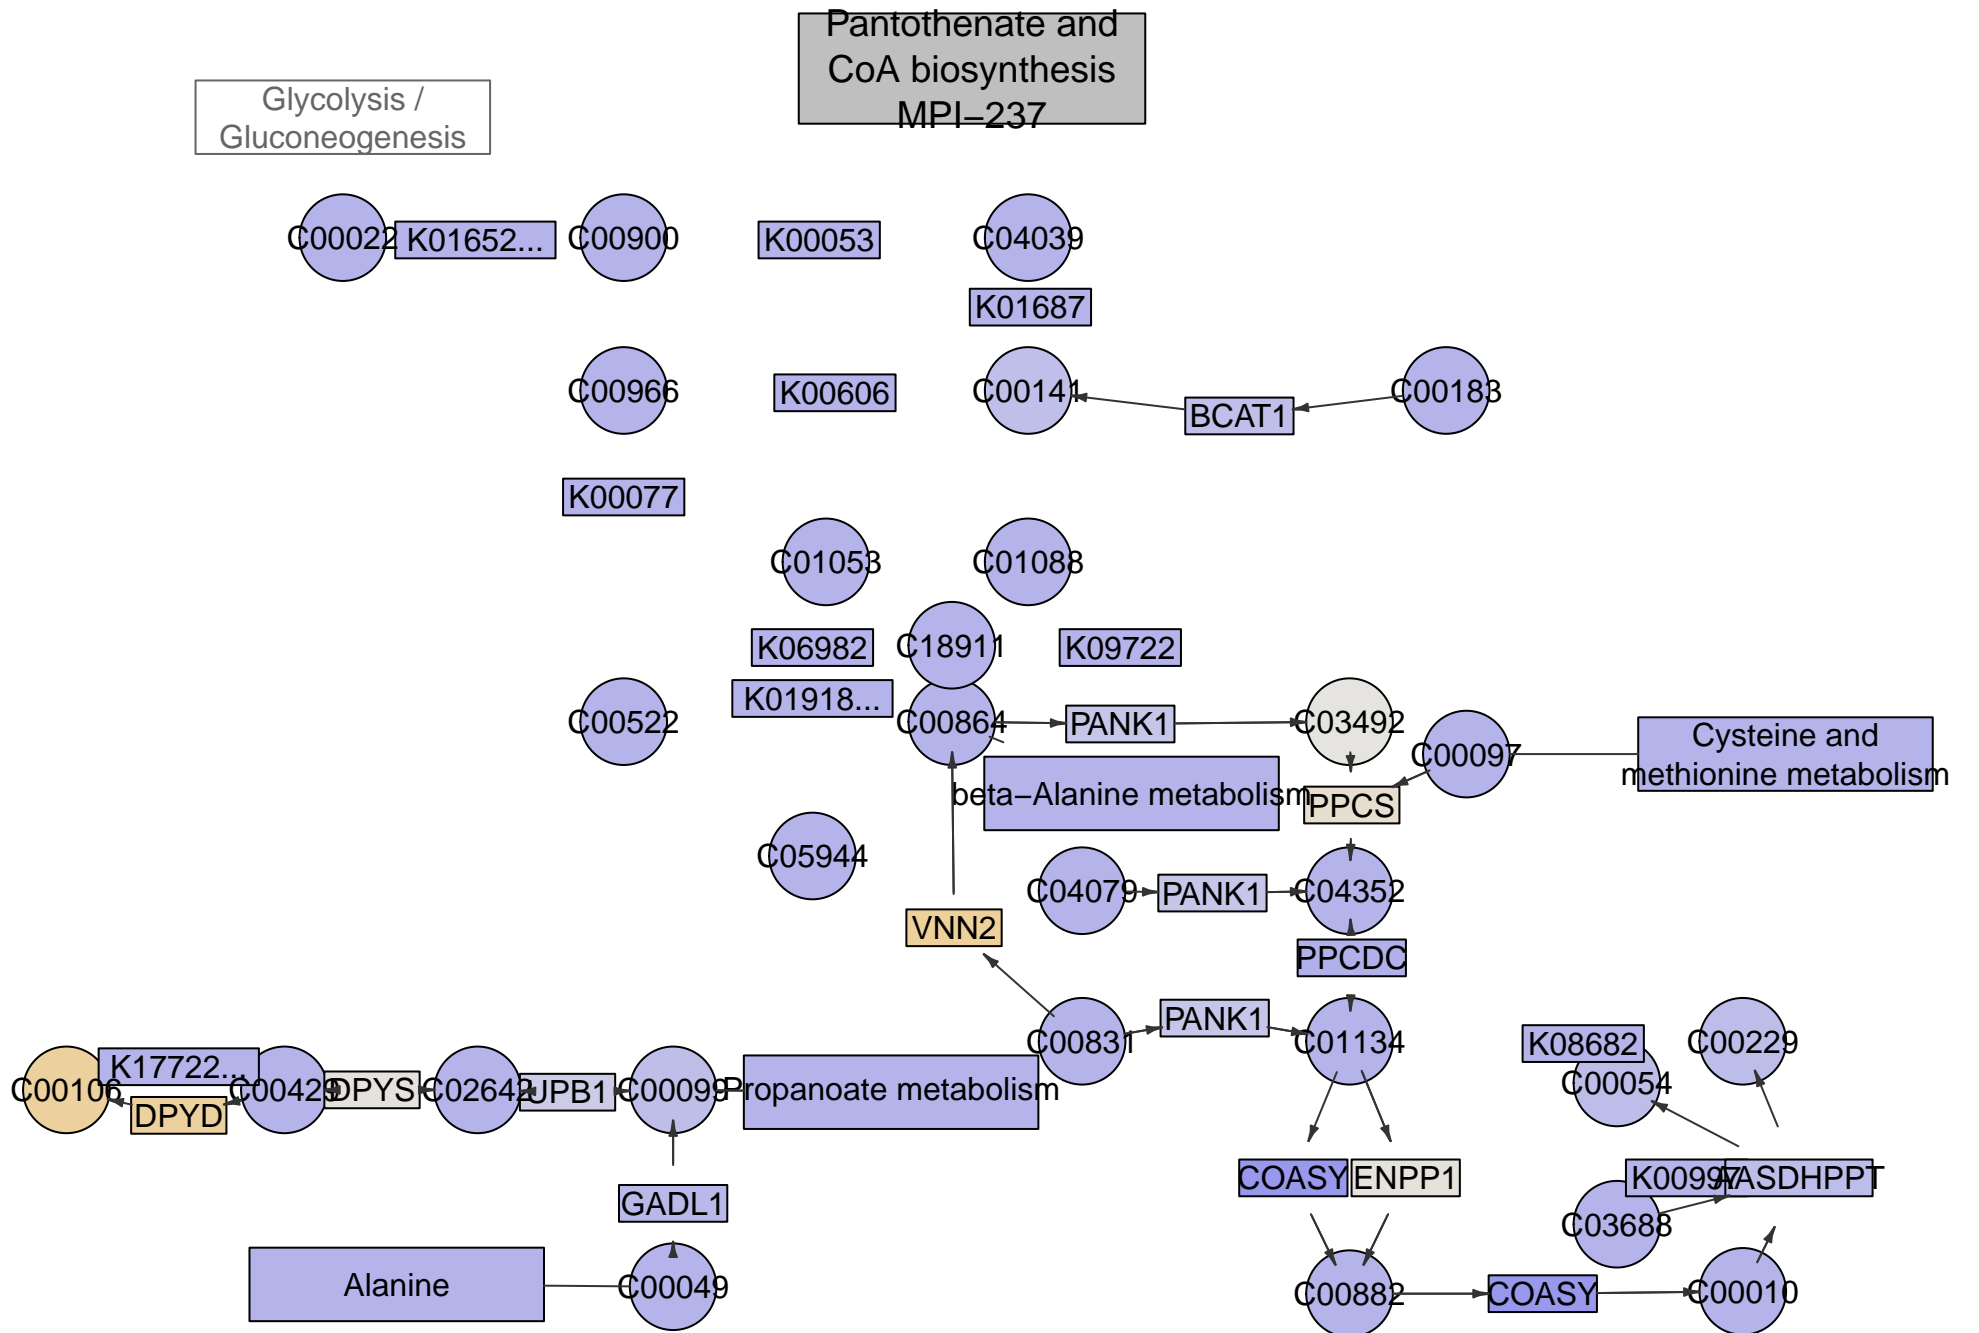 Pantothenate and
CoA biosynthesis
MPI−237
Glycolysis /
Gluconeogenesis
C00022
K01652...
C00900
K00053
C04039
K01687
C00966
K00606
C00141
BCAT1
C00183
K00077
C01053
C01088
K06982
C18911
K09722
K01918...
C00522
C00864
PANK1
C03492
C00097
Cysteine and
methionine metabolism
beta−Alanine metabolism
PPCS
C05944
C04079
PANK1
C04352
VNN2
PPCDC
C00831
PANK1
C01134
K08682
C00229
C00054
C00106
K17722...
DPYD
C00429
DPYS
C02642
UPB1
C00099
Propanoate metabolism
COASY
ENPP1
K00997
AASDHPPT
GADL1
C03688
Alanine
C00049
C00882
COASY
C00010